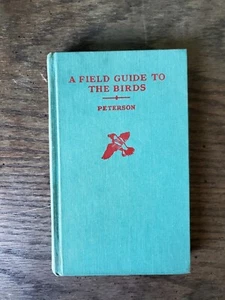 A FIELD GUIDE TO
THE BIRDS
PETERSON